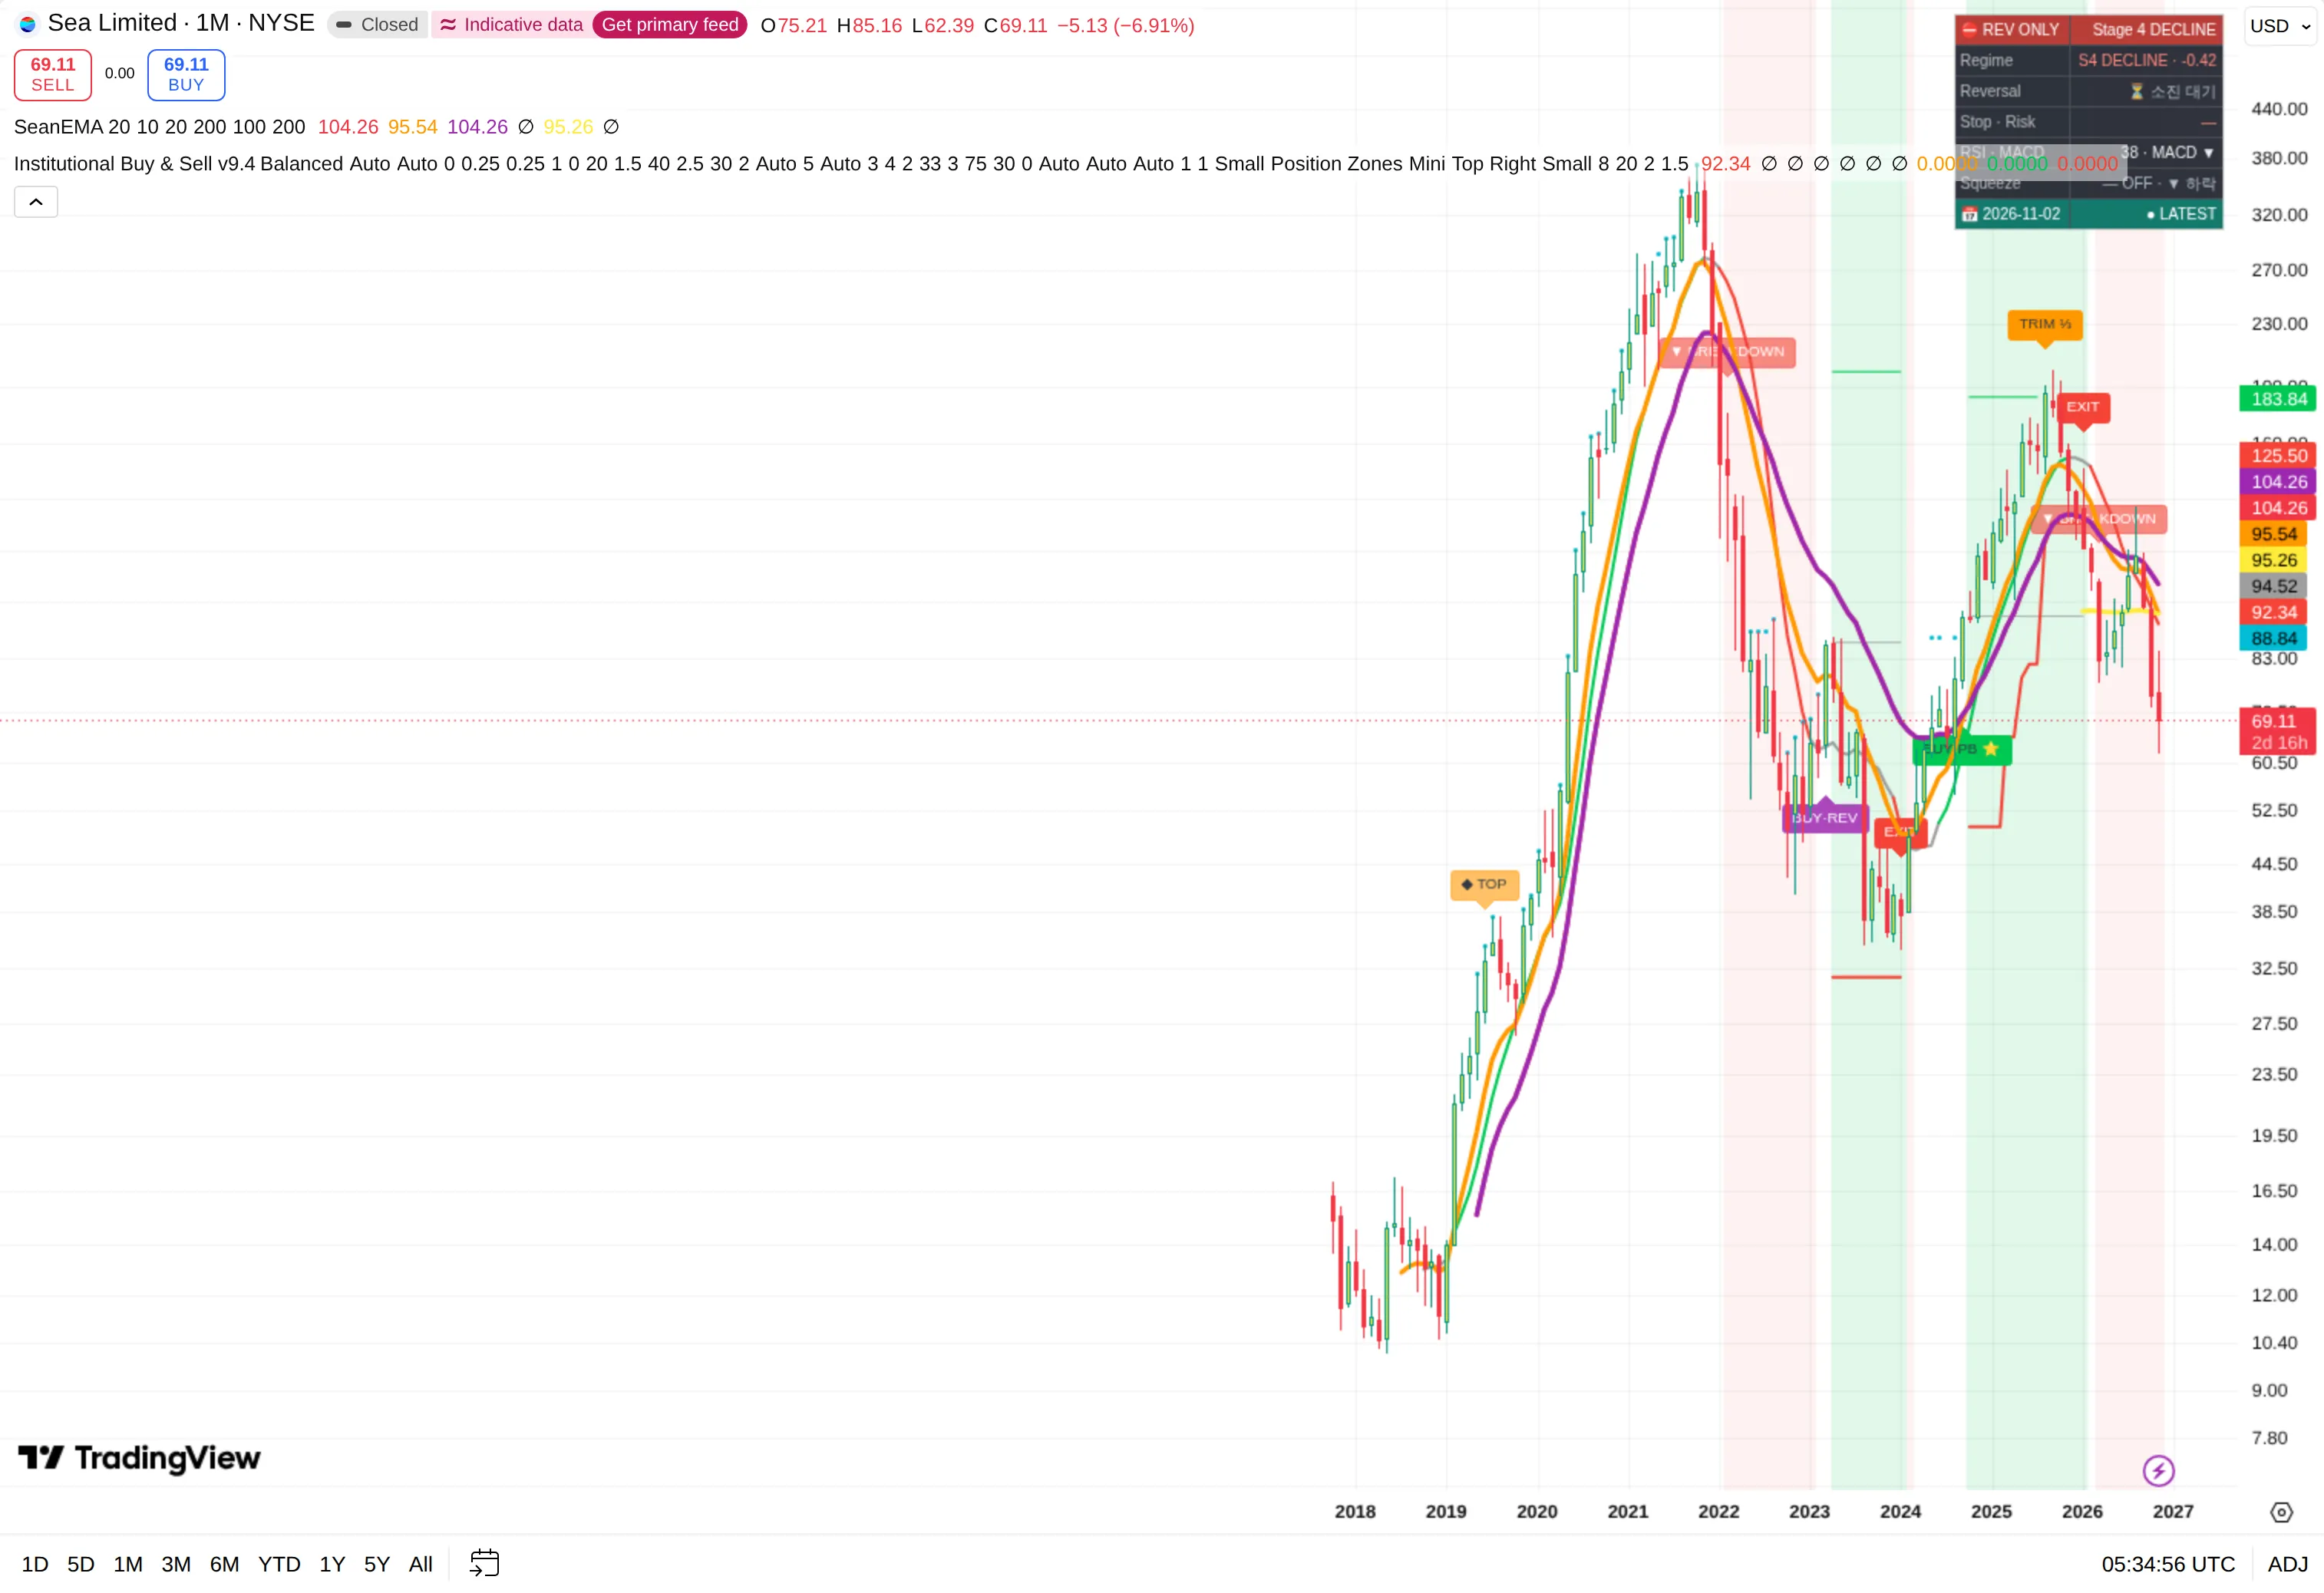 Sea Limited · 1M · NYSE Closed Indicative data Get primary feed O75.21 H85.16 L62.39 C69.11 −5.13 (−6.91%)
69.11 SELL 0.00 69.11 BUY
SeanEMA 20 10 20 200 100 200 104.26 95.54 104.26 ∅ 95.26 ∅
Institutional Buy & Sell v9.4 Balanced Auto Auto 0 0.25 0.25 1 0 20 1.5 40 2.5 30 2 Auto 5 Auto 3 4 2 33 3 75 30 0 Auto Auto Auto 1 1 Small Position Zones Mini Top Right Small 8 20 2 1.5 92.34 ∅ ∅ ∅ ∅ ∅ ∅ 0.0000 0.0000 0.0000
REV ONLY Stage 4 DECLINE
Regime S4 DECLINE · -0.42
Reversal ⏳ 소진 대기
Stop · Risk —
RSI · MACD 38 · MACD ▼
Squeeze — OFF · ▼ 하락
2026-11-02 ● LATEST
USD
440.00
380.00
320.00
270.00
230.00
183.84
125.50
104.26
104.26
95.54
95.26
94.52
92.34
88.84
83.00
69.11
2d 16h
60.50
52.50
44.50
38.50
32.50
27.50
23.50
19.50
16.50
14.00
12.00
10.40
9.00
7.80
TRIM ⅓
EXIT
BUY-REV
◆ TOP
TradingView
2018 2019 2020 2021 2022 2023 2024 2025 2026 2027
1D 5D 1M 3M 6M YTD 1Y 5Y All
05:34:56 UTC ADJ